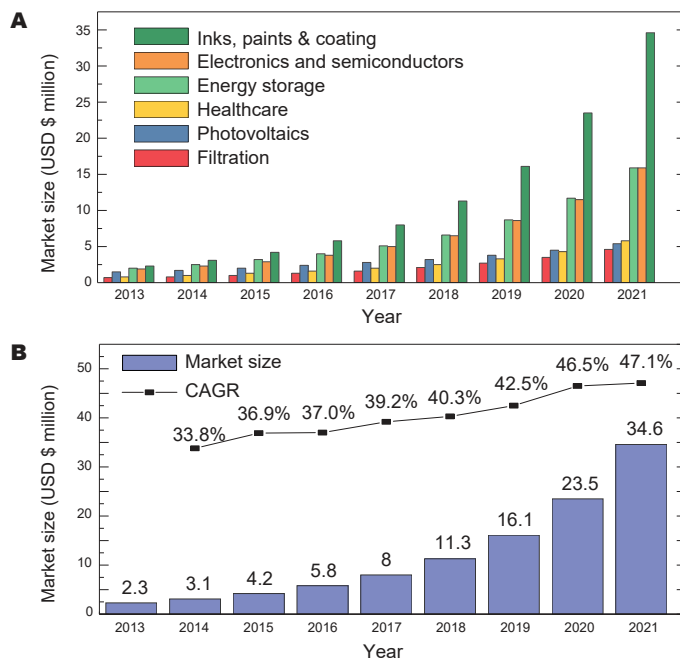 A
Market size (USD $ million)
35
30
25
20
15
10
5
0
Inks, paints & coating
Electronics and semiconductors
Energy storage
Healthcare
Photovoltaics
Filtration
2013 2014 2015 2016 2017 2018 2019 2020 2021
Year
B
Market size (USD $ million)
50
40
30
20
10
0
Market size
CAGR
33.8% 36.9% 37.0% 39.2% 40.3% 42.5% 46.5% 47.1%
2.3 3.1 4.2 5.8 8 11.3 16.1 23.5 34.6
2013 2014 2015 2016 2017 2018 2019 2020 2021
Year